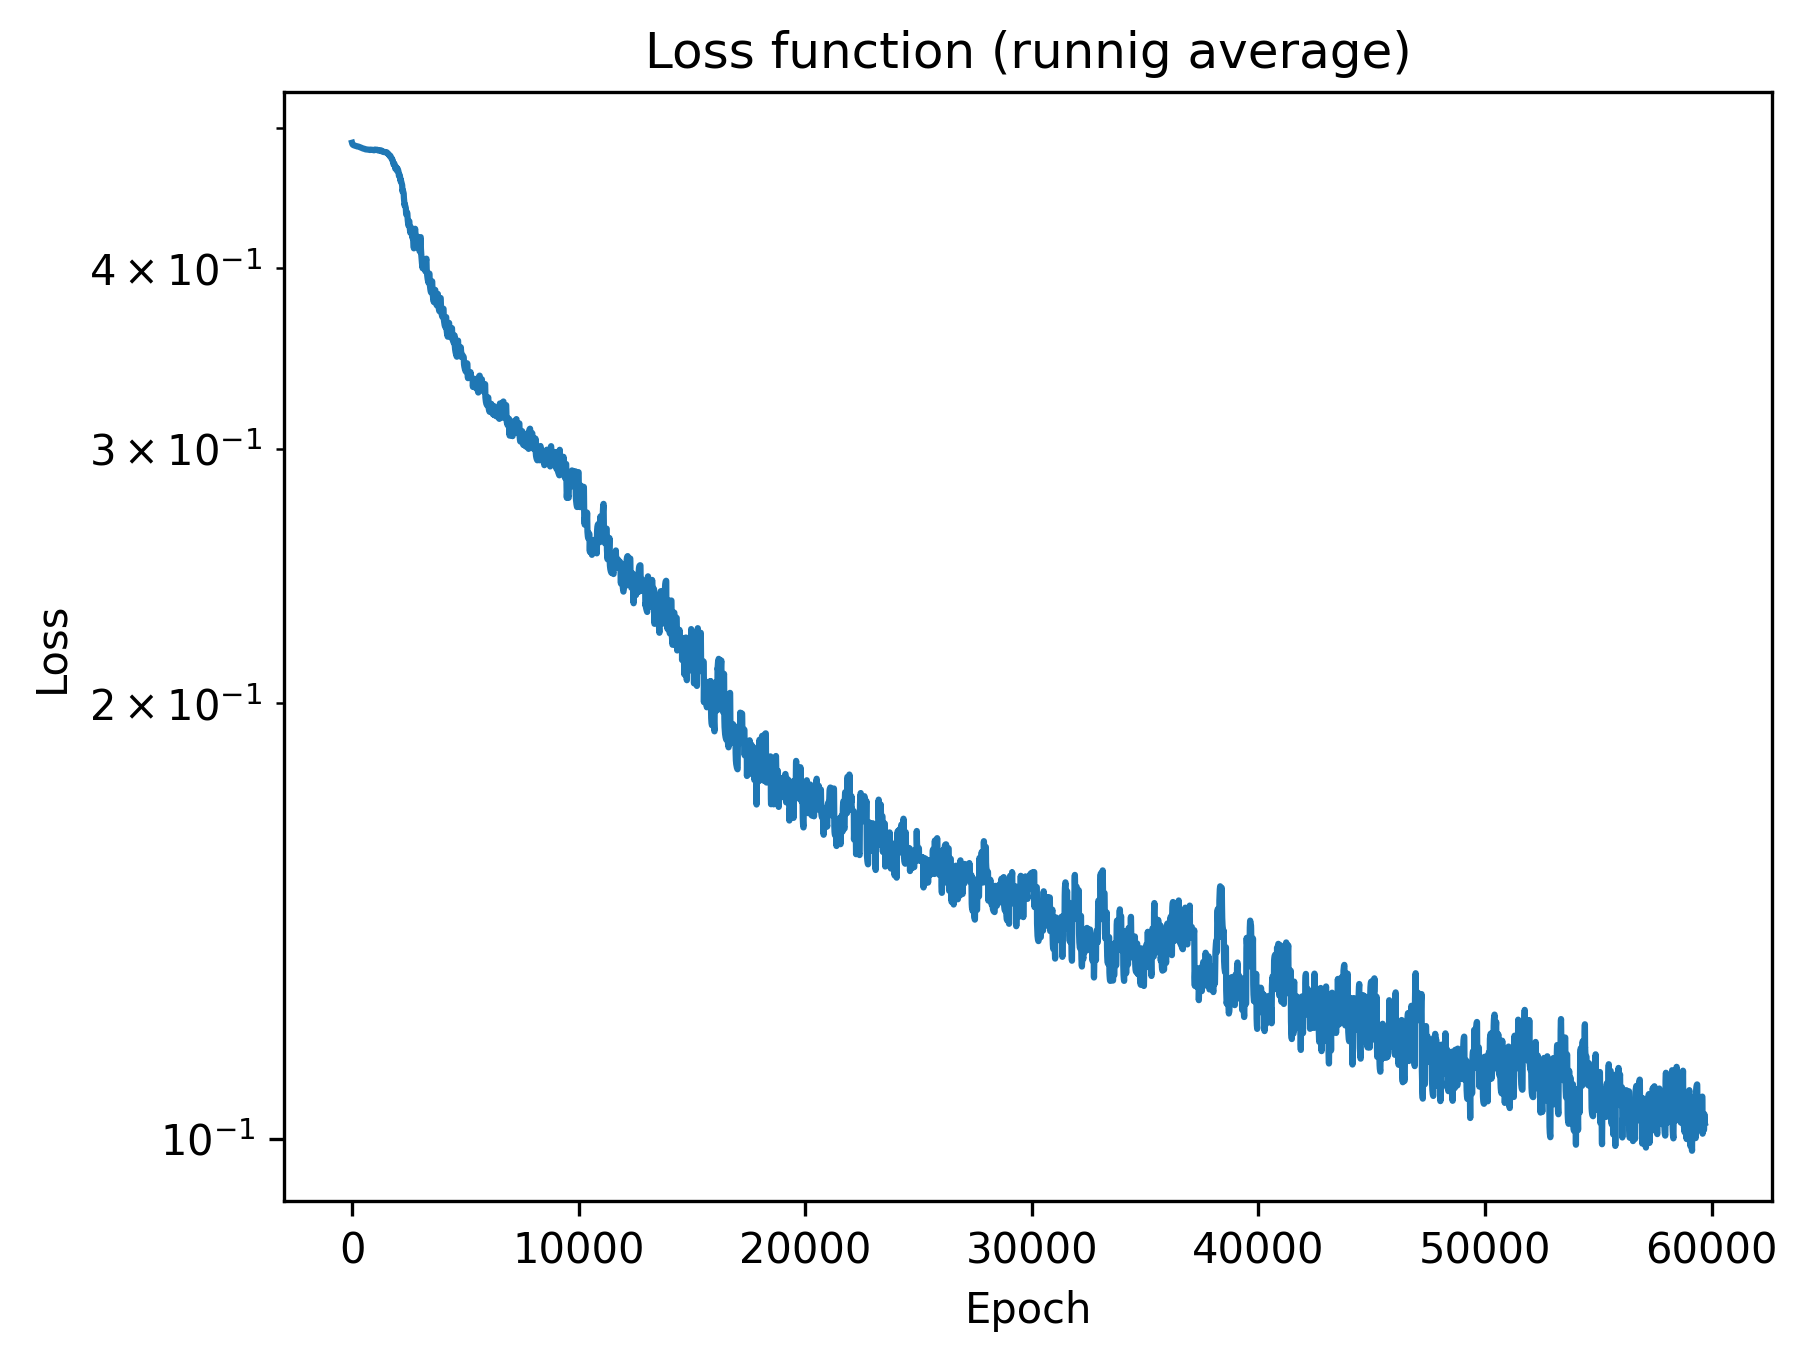 Loss function (runnig average)
4 × 10⁻¹
3 × 10⁻¹
2 × 10⁻¹
10⁻¹
Loss
0 10000 20000 30000 40000 50000 60000
Epoch